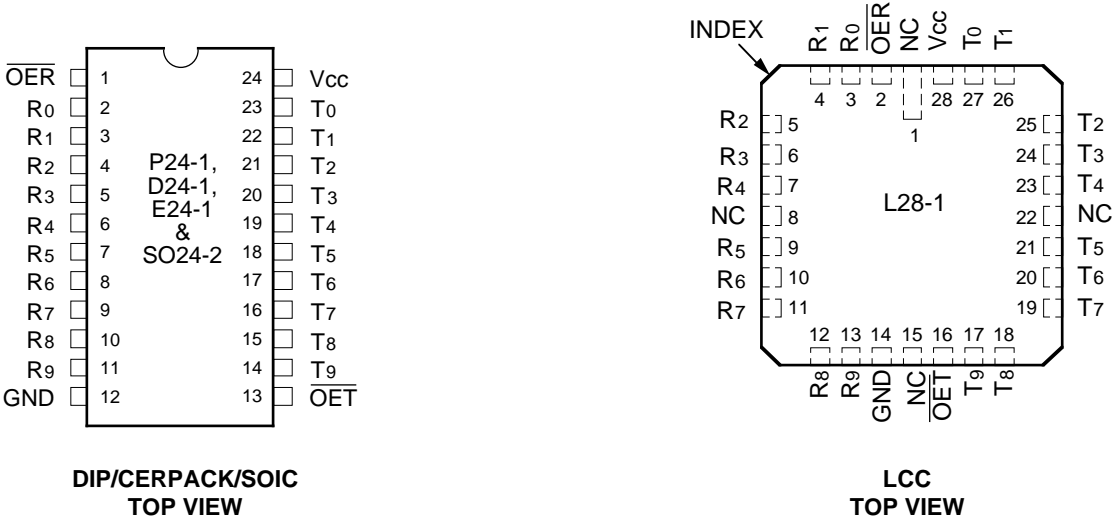 OER 1 24 Vcc
R0 2 23 T0
R1 3 22 T1
R2 4 21 T2
R3 5 20 T3
R4 6 19 T4
R5 7 18 T5
R6 8 17 T6
R7 9 16 T7
R8 10 15 T8
R9 11 14 T9
GND 12 13 OET
P24-1,
D24-1,
E24-1
&
SO24-2
DIP/CERPACK/SOIC
TOP VIEW
INDEX
R1 R0 OER NC Vcc T0 T1
4 3 2 1 28 27 26
R2 5 25 T2
R3 6 24 T3
R4 7 23 T4
NC 8 22 NC
R5 9 21 T5
R6 10 20 T6
R7 11 19 T7
L28-1
12 13 14 15 16 17 18
R8 R9 GND NC OET T9 T8
LCC
TOP VIEW